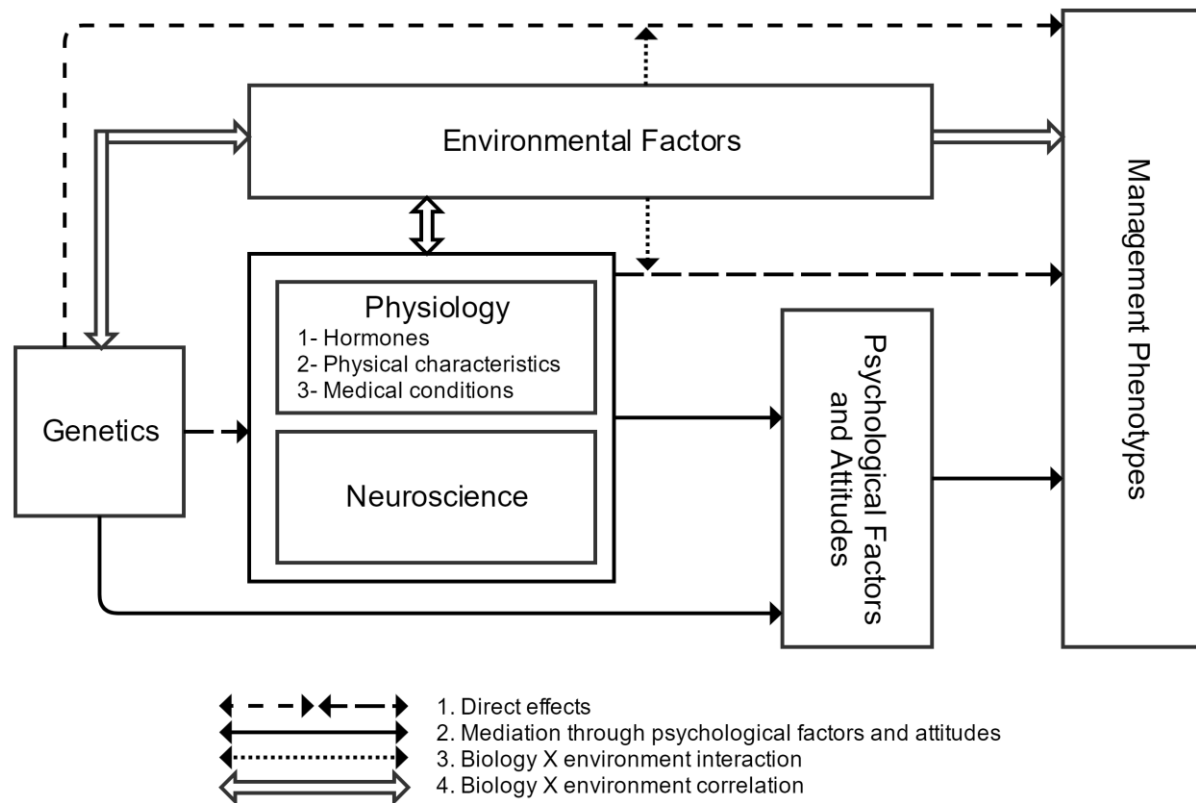 Environmental Factors
Physiology
1- Hormones
2- Physical characteristics
3- Medical conditions
Genetics
Neuroscience
Psychological Factors
and Attitudes
Management Phenotypes
1. Direct effects
2. Mediation through psychological factors and attitudes
3. Biology X environment interaction
4. Biology X environment correlation